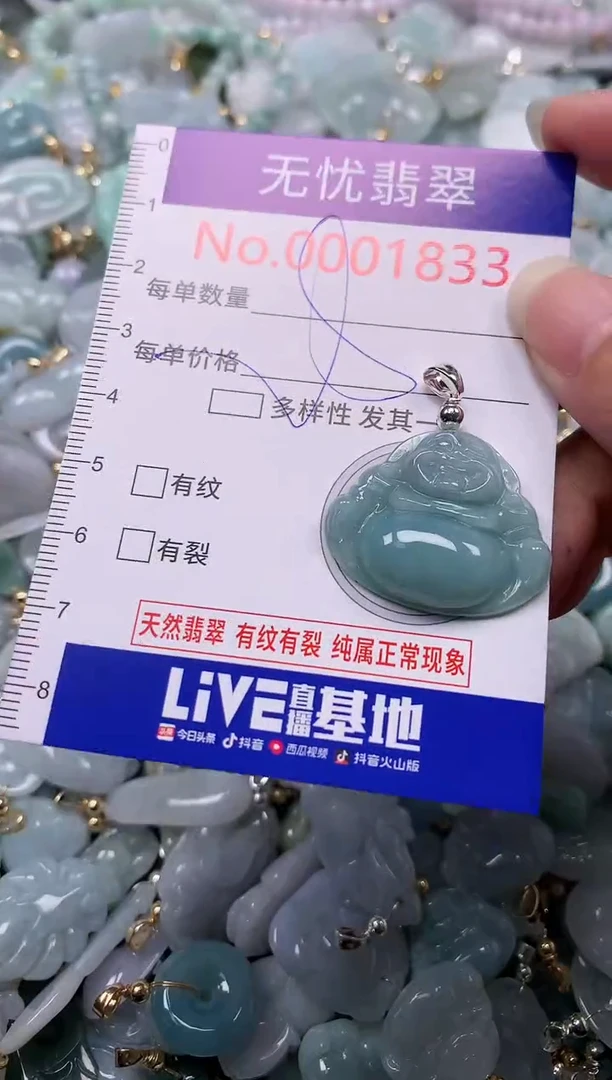 无忧翡翠
No.0001833
每单数量
每单价格
多样性 发其一
有纹
有裂
天然翡翠 有纹有裂 纯属正常现象
LiVE直播基地
头条 今日头条 抖音 西瓜视频 抖音火山版
0
1
2
3
4
5
6
7
8